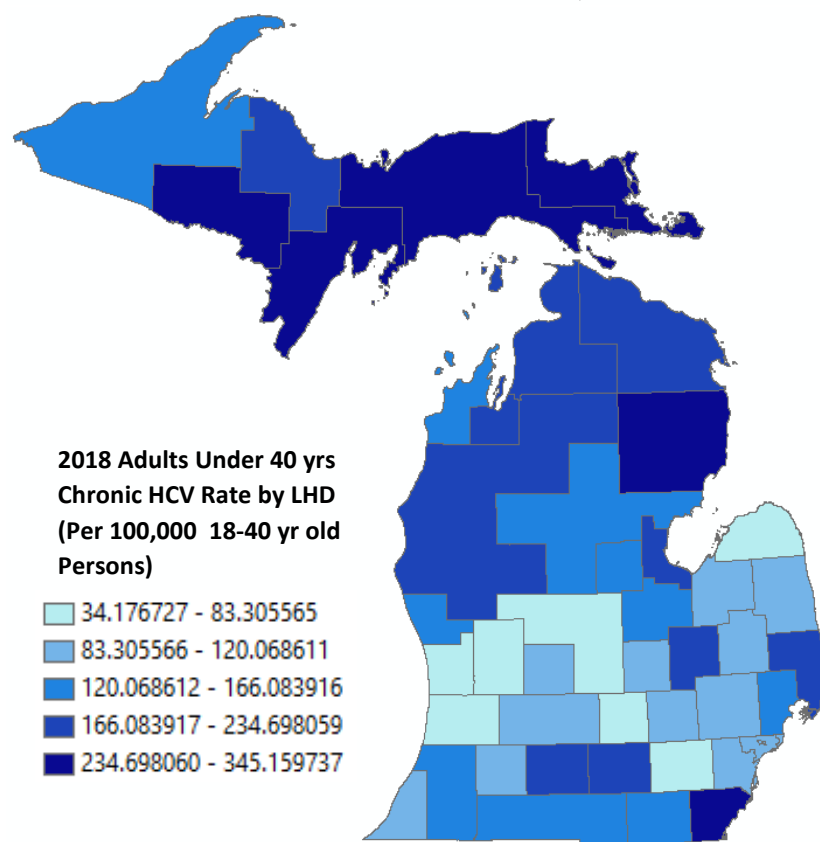 2018 Adults Under 40 yrs
Chronic HCV Rate by LHD
(Per 100,000 18-40 yr old
Persons)
34.176727 - 83.305565
83.305566 - 120.068611
120.068612 - 166.083916
166.083917 - 234.698059
234.698060 - 345.159737